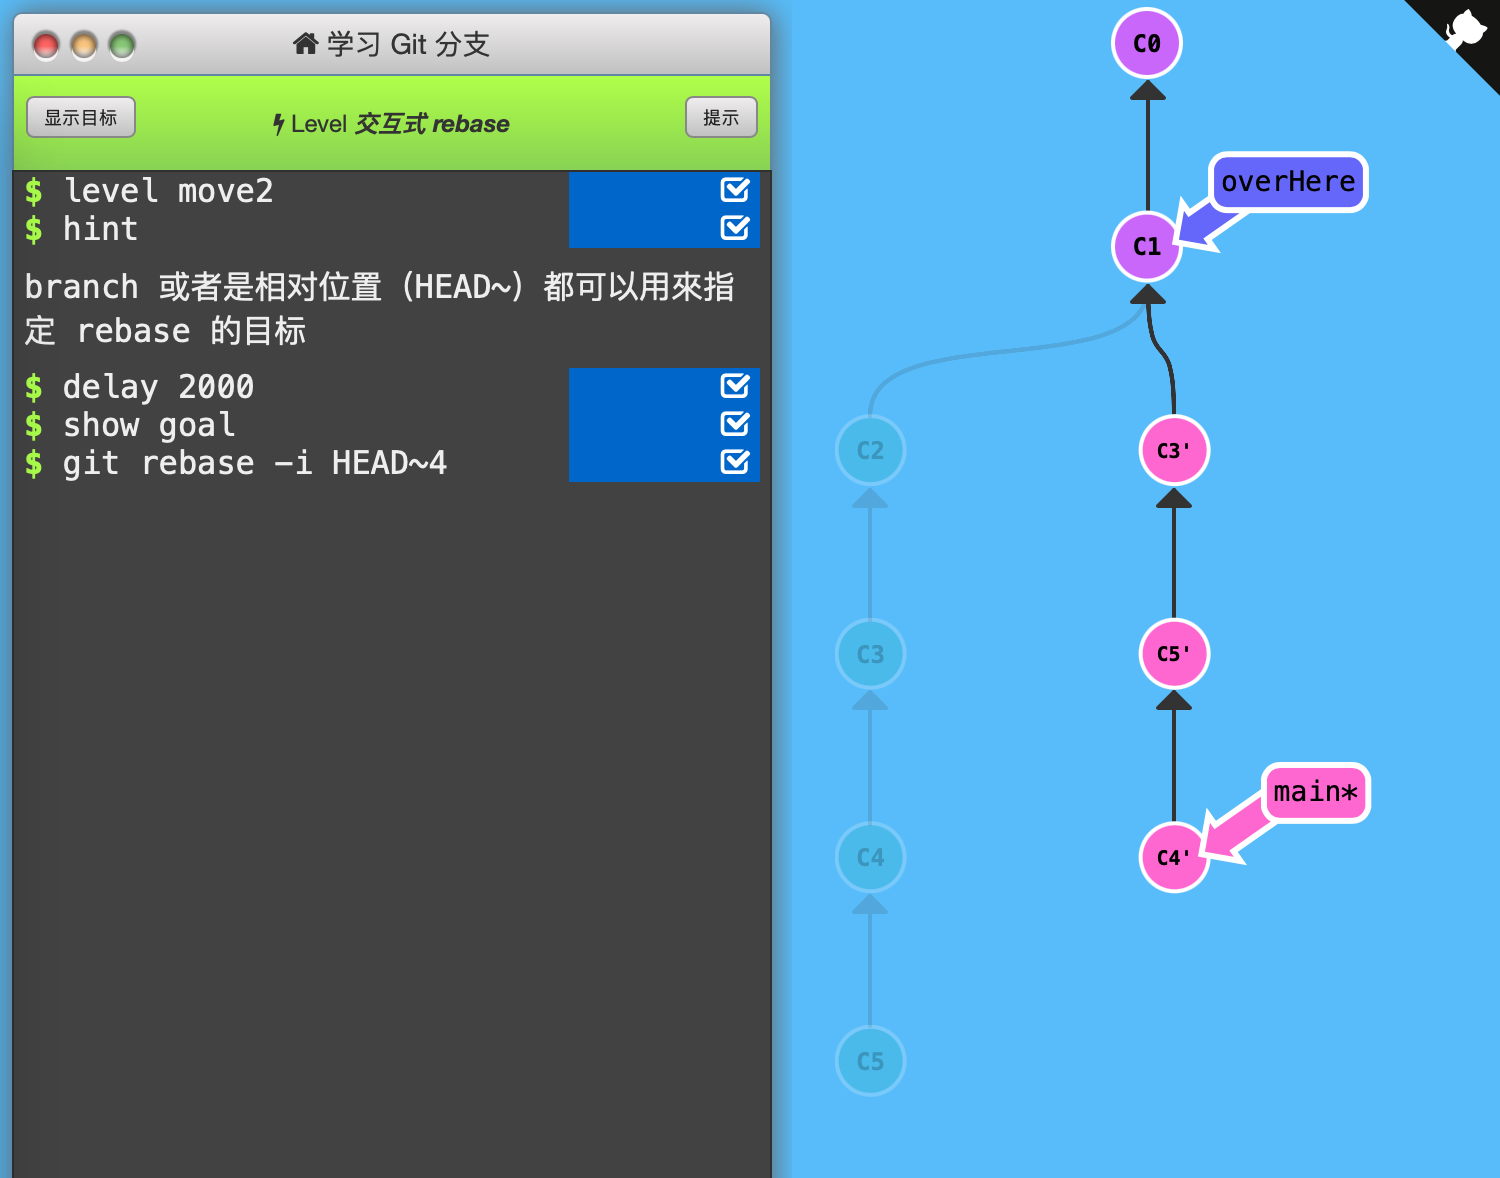 学习 Git 分支
显示目标
Level 交互式 rebase
提示
$ level move2
$ hint
branch 或者是相对位置（HEAD~）都可以用來指
定 rebase 的目标
$ delay 2000
$ show goal
$ git rebase -i HEAD~4
C0
overHere
C1
C2
C3'
C3
C5'
main*
C4
C4'
C5